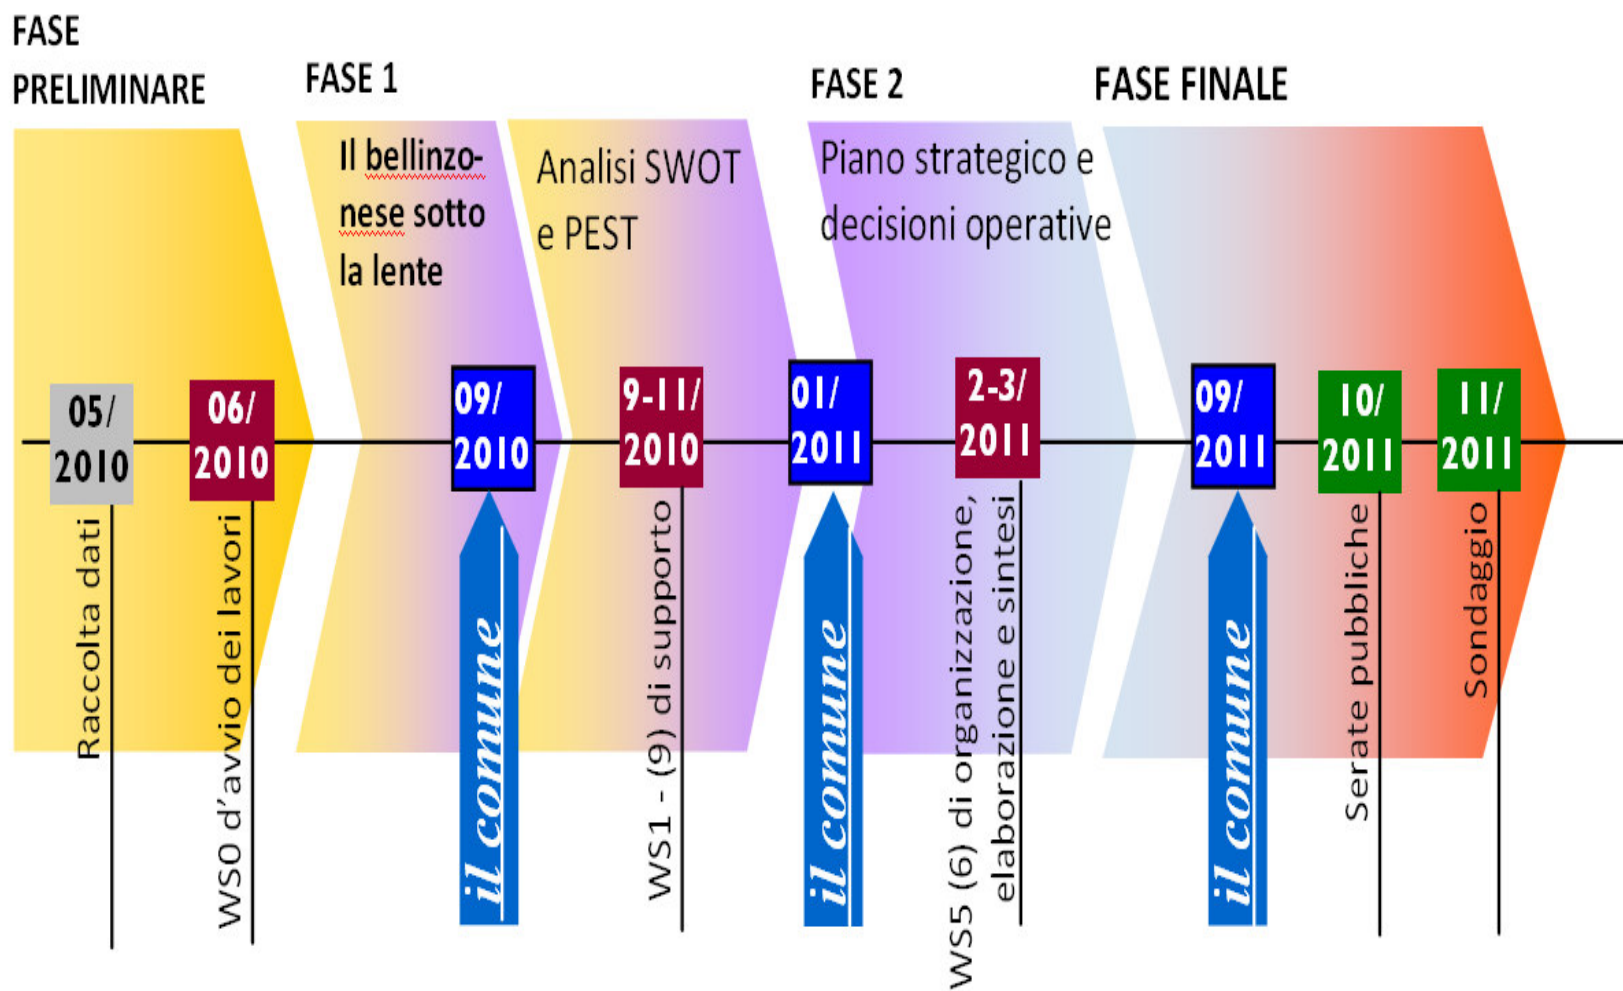 FASE
PRELIMINARE
FASE 1
FASE 2
FASE FINALE
Il bellinzo-
nese sotto
la lente
Analisi SWOT
e PEST
Piano strategico e
decisioni operative
05/
2010
06/
2010
09/
2010
9-11/
2010
01/
2011
2-3/
2011
09/
2011
10/
2011
11/
2011
Raccolta dati
WS0 d’avvio dei lavori
il comune
WS1 - (9) di supporto
il comune
WS5 (6) di organizzazione,
elaborazione e sintesi
il comune
Serate pubbliche
Sondaggio